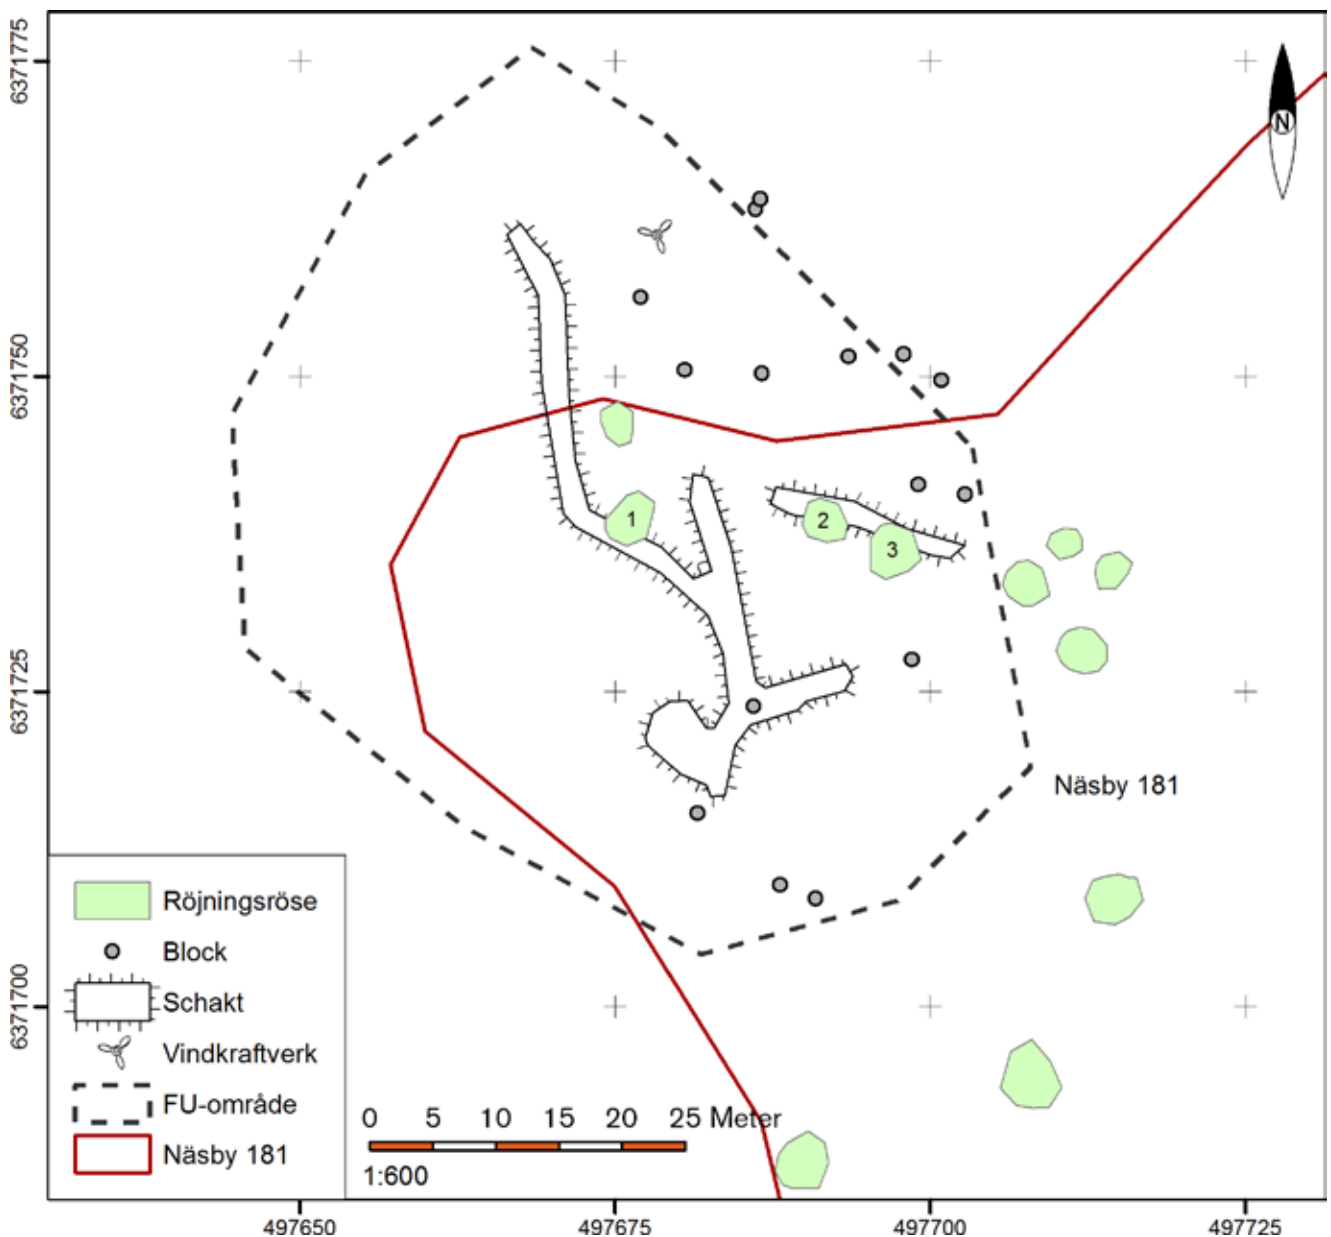 6371775
6371750
6371725
6371700
N
1
2
3
Näsby 181
Röjningsröse
Block
Schakt
Vindkraftverk
FU-område
Näsby 181
0 5 10 15 20 25 Meter
1:600
497650 497675 497700 497725